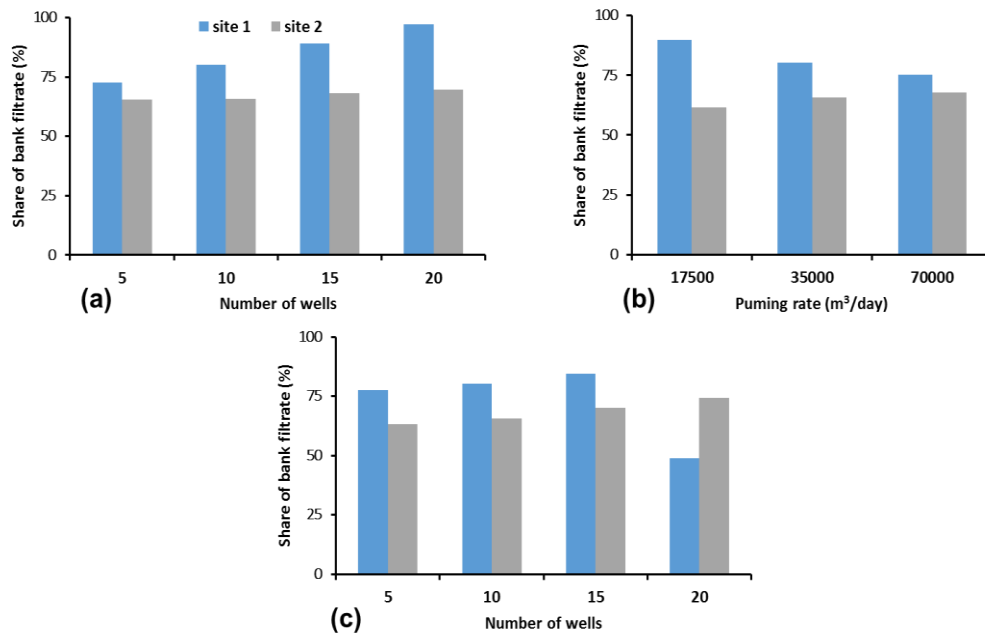 100
75
50
25
0
Share of bank filtrate (%)
site 1
site 2
5
10
15
20
Number of wells
(a)
100
75
50
25
0
Share of bank filtrate (%)
17500
35000
70000
Puming rate (m³/day)
(b)
100
75
50
25
0
Share of bank filtrate (%)
5
10
15
20
Number of wells
(c)